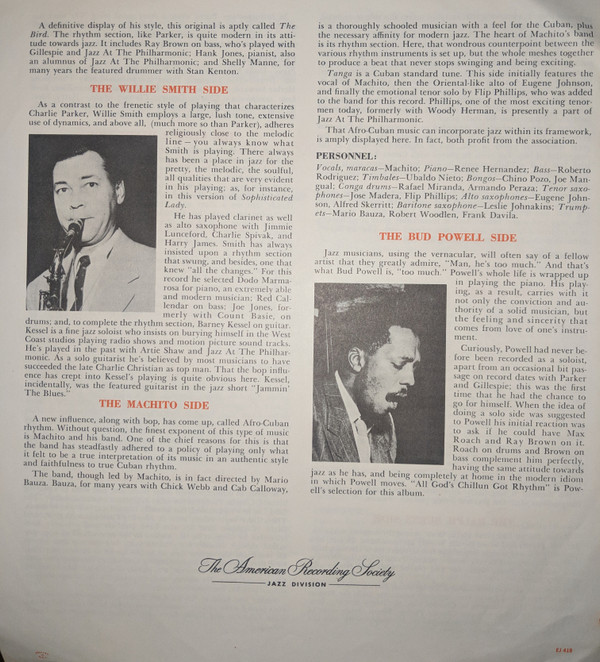 A definitive display of his style, this original is aptly called The
Bird. The rhythm section, like Parker, is quite modern in its atti-
tude towards jazz. It includes Ray Brown on bass, who's played with
Gillespie and Jazz At The Philharmonic; Hank Jones, pianist, also
an alumnus of Jazz At The Philharmonic; and Shelly Manne, for
many years the featured drummer with Stan Kenton.
THE WILLIE SMITH SIDE
As a contrast to the frenetic style of playing that characterizes
Charlie Parker, Willie Smith employs a large, lush tone, extensive
use of dynamics, and above all, (much more so than Parker), adheres
religiously close to the melodic
line—you always know what
Smith is playing. There always
has been a place in jazz for the
pretty, the melodic, the soulful,
all qualities that are very evident
in his playing; as, for instance,
in this version of Sophisticated
Lady.
He has played clarinet as well
as alto saxophone with Jimmie
Lunceford, Charlie Spivak, and
Harry James. Smith has always
insisted upon a rhythm section
that swung, and besides, one that
knew "all the changes." For this
record he selected Dodo Marma-
rosa for piano, an extremely able
and modern musician; Red Cal-
lendar on bass; Joe Jones, for-
merly with Count Basie, on
drums; and, to complete the rhythm section, Barney Kessel on guitar.
Kessel is a fine jazz soloist who insists on burying himself in the West
Coast studios playing radio shows and motion picture sound tracks.
He's played in the past with Artie Shaw and Jazz At The Philhar-
monic. As a solo guitarist he's believed by most musicians to have
succeeded the late Charlie Christian as top man. That the bop influ-
ence has crept into Kessel's playing is quite obvious here. Kessel,
incidentally, was the featured guitarist in the jazz short "Jammin'
The Blues."
THE MACHITO SIDE
A new influence, along with bop, has come up, called Afro-Cuban
rhythm. Without question, the finest exponent of this type of music
is Machito and his band. One of the chief reasons for this is that
the band has steadfastly adhered to a policy of playing only what
it felt to be a true interpretation of its music in an authentic style
and faithfulness to true Cuban rhythm.
The band, though led by Machito, is in fact directed by Mario
Bauza. Bauza, for many years with Chick Webb and Cab Calloway,
is a thoroughly schooled musician with a feel for the Cuban, plus
the necessary affinity for modern jazz. The heart of Machito's band
is its rhythm section. Here, that wondrous counterpoint between the
various rhythm instruments is set up, but the whole meshes together
to produce a beat that never stops swinging and being exciting.
Tanga is a Cuban standard tune. This side initially features the
vocal of Machito, then the Oriental-like alto of Eugene Johnson,
and finally the emotional tenor solo by Flip Phillips, who was added
to the band for this record. Phillips, one of the most exciting tenor-
men today, formerly with Woody Herman, is presently a part of
Jazz At The Philharmonic.
That Afro-Cuban music can incorporate jazz within its framework,
is amply displayed here. In fact, both profit from the association.
PERSONNEL:
Vocals, maracas—Machito; Piano—Renee Hernandez; Bass—Roberto
Rodriguez; Timbales—Ubaldo Nieto; Bongos—Chino Pozo, Joe Man-
gual; Conga drums—Rafael Miranda, Armando Peraza; Tenor saxo-
phones—Jose Madera, Flip Phillips; Alto saxophones—Eugene John-
son, Alfred Skerritt; Baritone saxophone—Leslie Johnakins; Trump-
ets—Mario Bauza, Robert Woodlen, Frank Davila.
THE BUD POWELL SIDE
Jazz musicians, using the vernacular, will often say of a fellow
artist that they greatly admire, "Man, he's too much." And that's
what Bud Powell is, "too much." Powell's whole life is wrapped up
in playing the piano. His play-
ing, as a result, carries with it
not only the conviction and au-
thority of a solid musician, but
the feeling and sincerity that
comes from love of one's instru-
ment.
Curiously, Powell had never be-
fore been recorded as a soloist,
apart from an occasional bit pas-
sage on record dates with Parker
and Gillespie; this was the first
time that he had the chance to
go for himself. When the idea of
doing a solo side was suggested
to Powell his initial reaction was
to ask if he could have Max
Roach and Ray Brown on it.
Roach on drums and Brown on
bass complement him perfectly,
having the same attitude towards
jazz as he has, and being completely at home in the modern idiom
in which Powell moves. "All God's Chillun Got Rhythm" is Pow-
ell's selection for this album.
The American Recording Society
JAZZ DIVISION